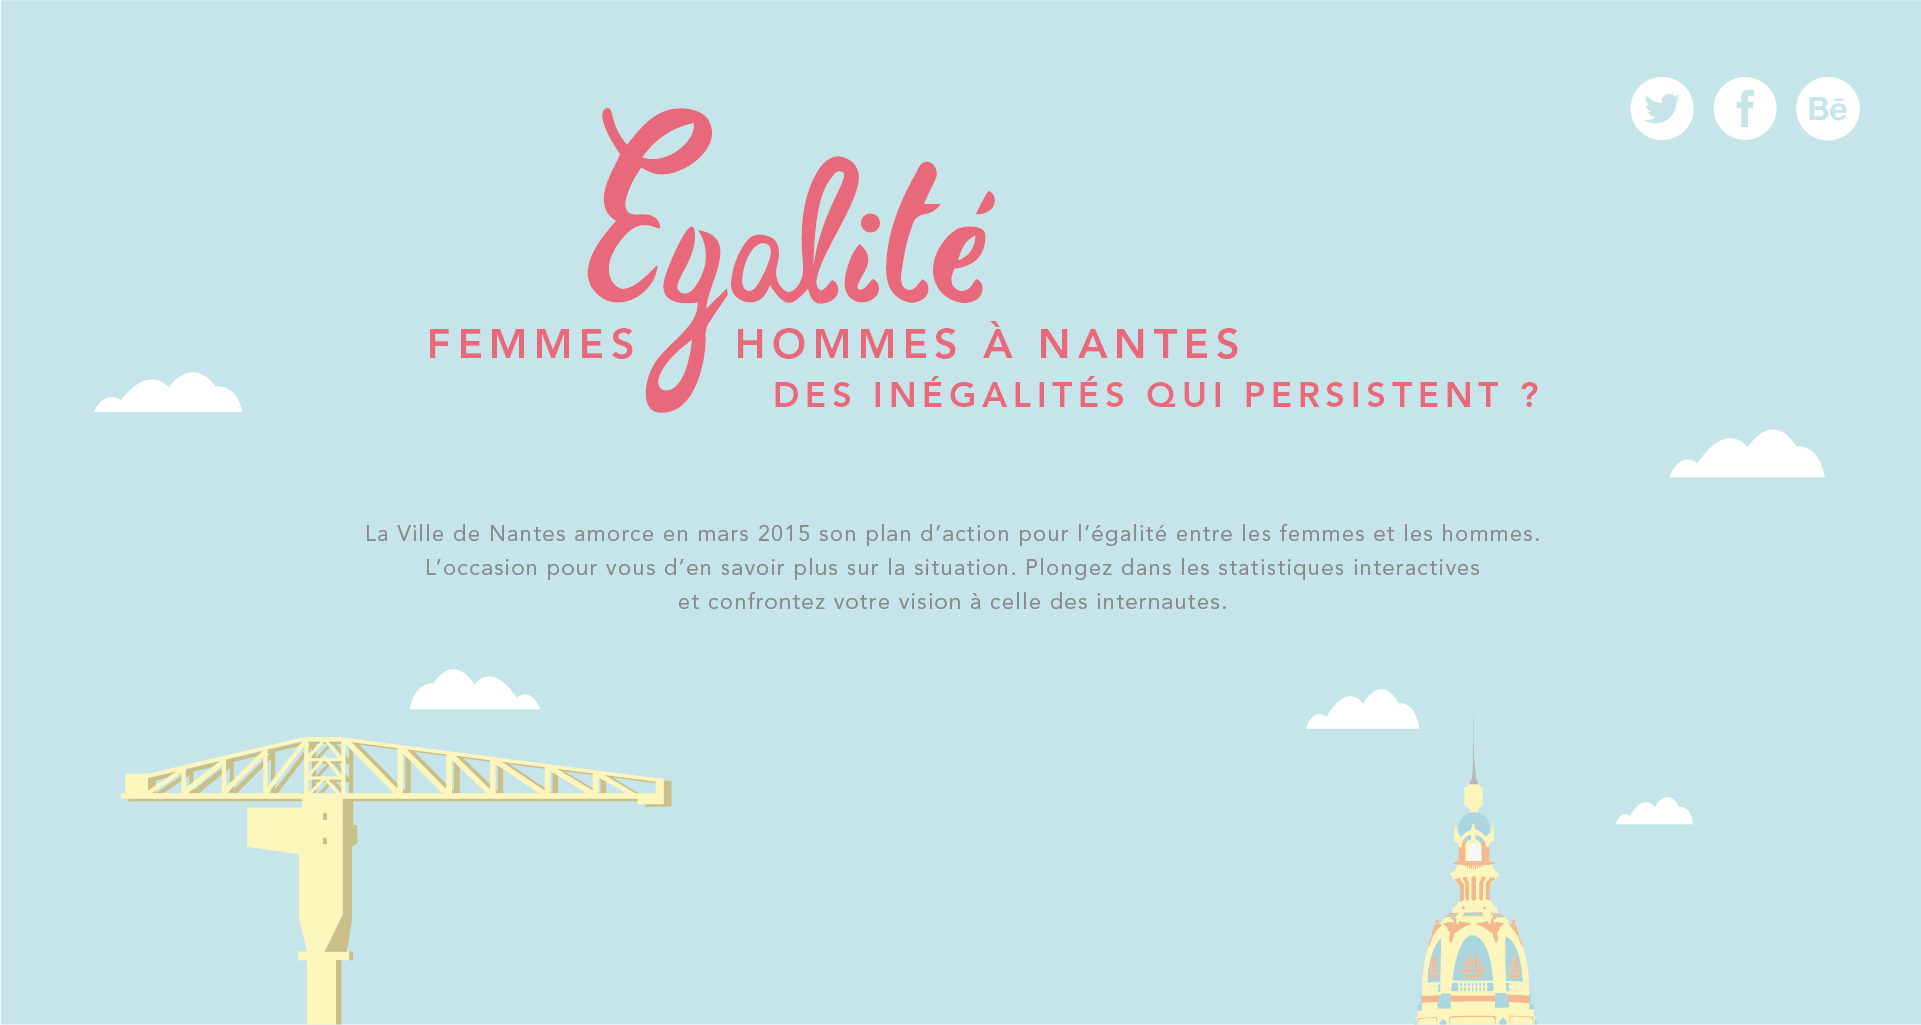 Egalité
FEMMES HOMMES À NANTES
DES INÉGALITÉS QUI PERSISTENT ?
Bē
La Ville de Nantes amorce en mars 2015 son plan d’action pour l’égalité entre les femmes et les hommes.
L’occasion pour vous d’en savoir plus sur la situation. Plongez dans les statistiques interactives
et confrontez votre vision à celle des internautes.